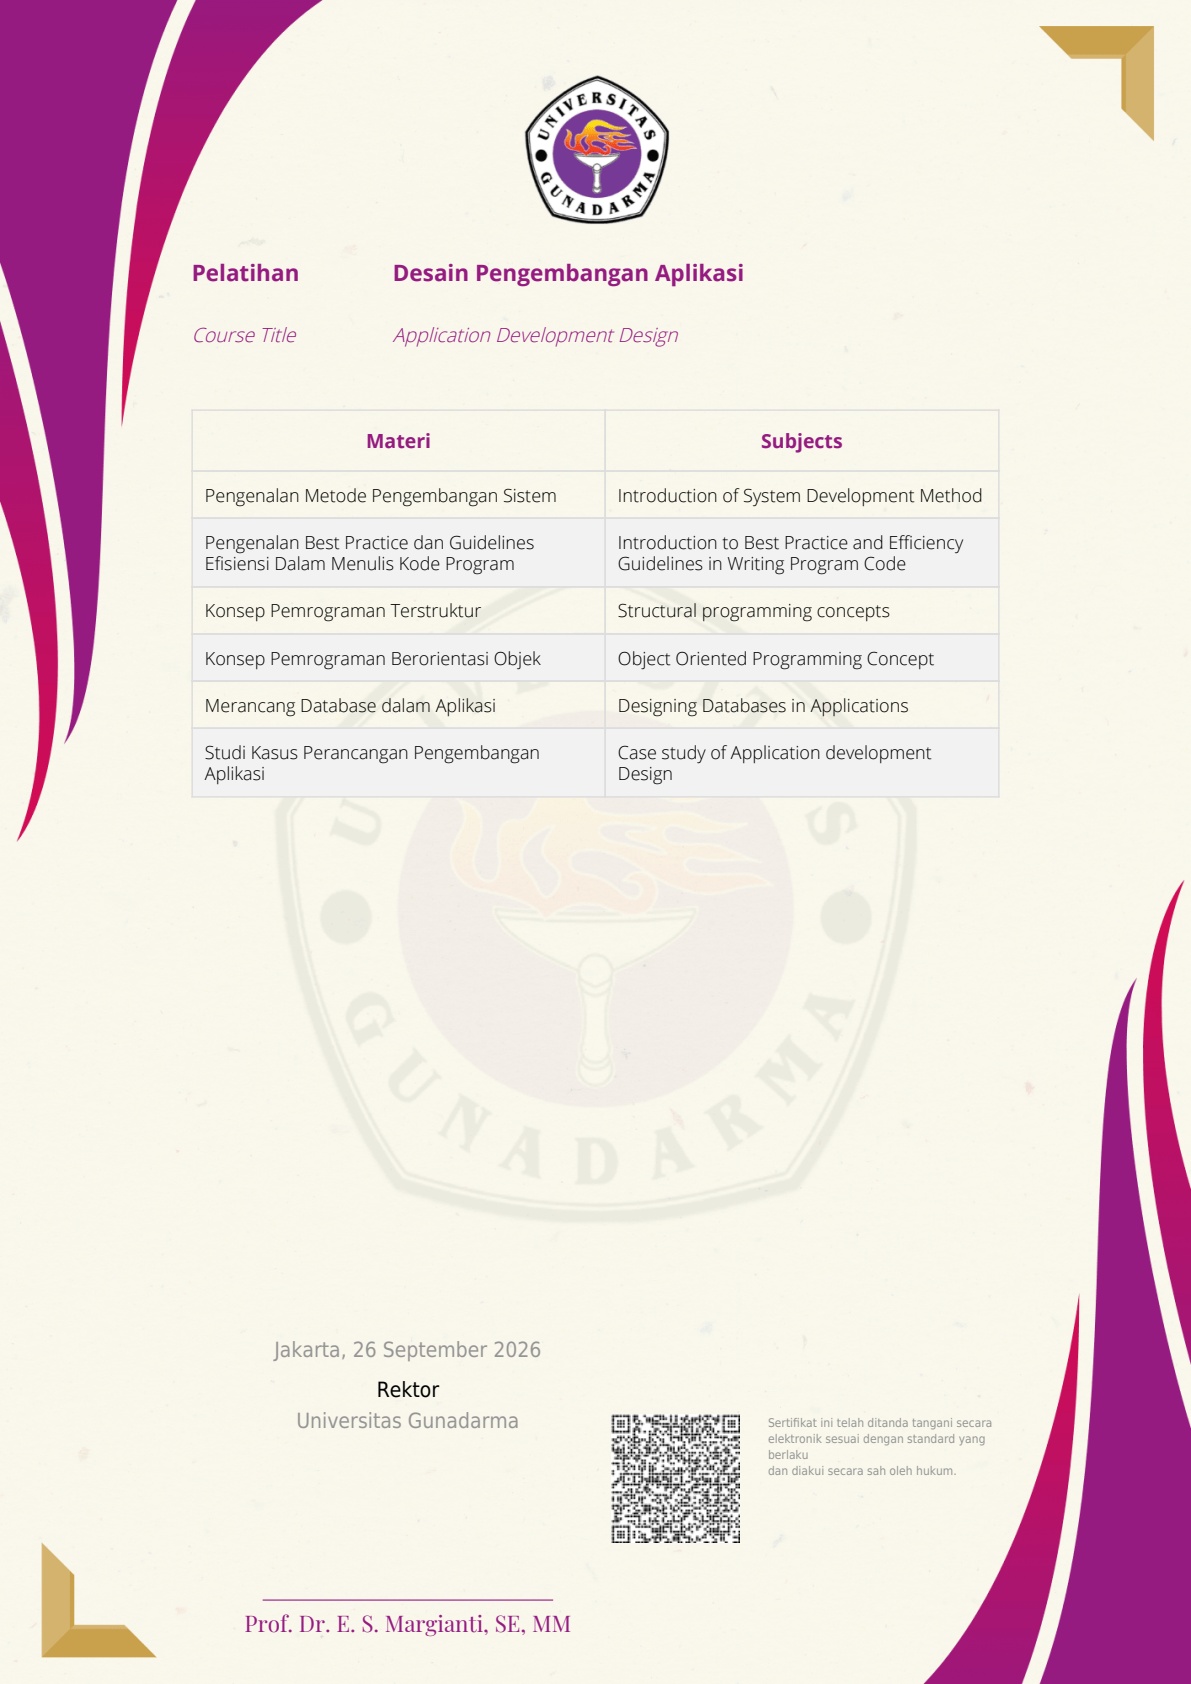 UNIVERSITAS
GUNADARMA
Pelatihan Desain Pengembangan Aplikasi
Course Title Application Development Design
Materi Subjects
Pengenalan Metode Pengembangan Sistem Introduction of System Development Method
Pengenalan Best Practice dan Guidelines Introduction to Best Practice and Efficiency
Efisiensi Dalam Menulis Kode Program Guidelines in Writing Program Code
Konsep Pemrograman Terstruktur Structural programming concepts
Konsep Pemrograman Berorientasi Objek Object Oriented Programming Concept
Merancang Database dalam Aplikasi Designing Databases in Applications
Studi Kasus Perancangan Pengembangan Case study of Application development
Aplikasi Design
UNIVERSITAS
GUNADARMA
Jakarta, 26 September 2026
Rektor
Universitas Gunadarma
Sertifikat ini telah ditanda tangani secara
elektronik sesuai dengan standard yang
berlaku
dan diakui secara sah oleh hukum.
Prof. Dr. E. S. Margianti, SE, MM